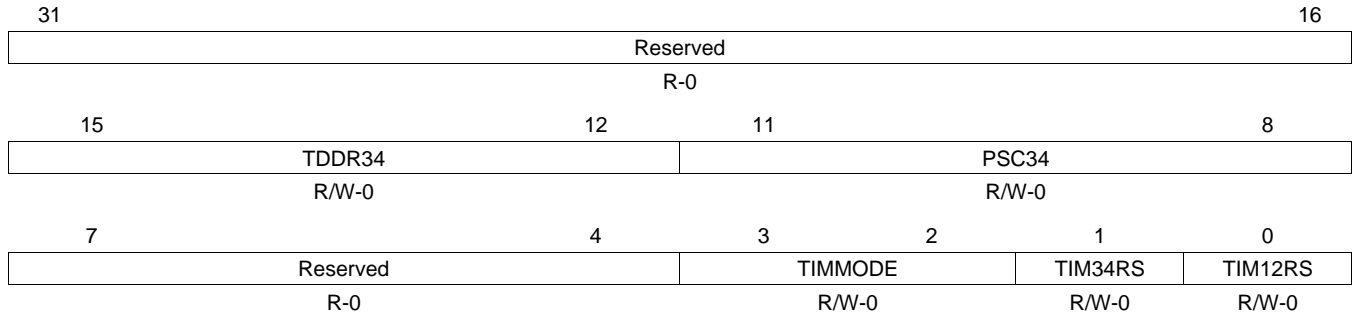 31 16
Reserved
R-0
15 12 11 8
TDDR34 PSC34
R/W-0 R/W-0
7 4 3 2 1 0
Reserved TIMMODE TIM34RS TIM12RS
R-0 R/W-0 R/W-0 R/W-0